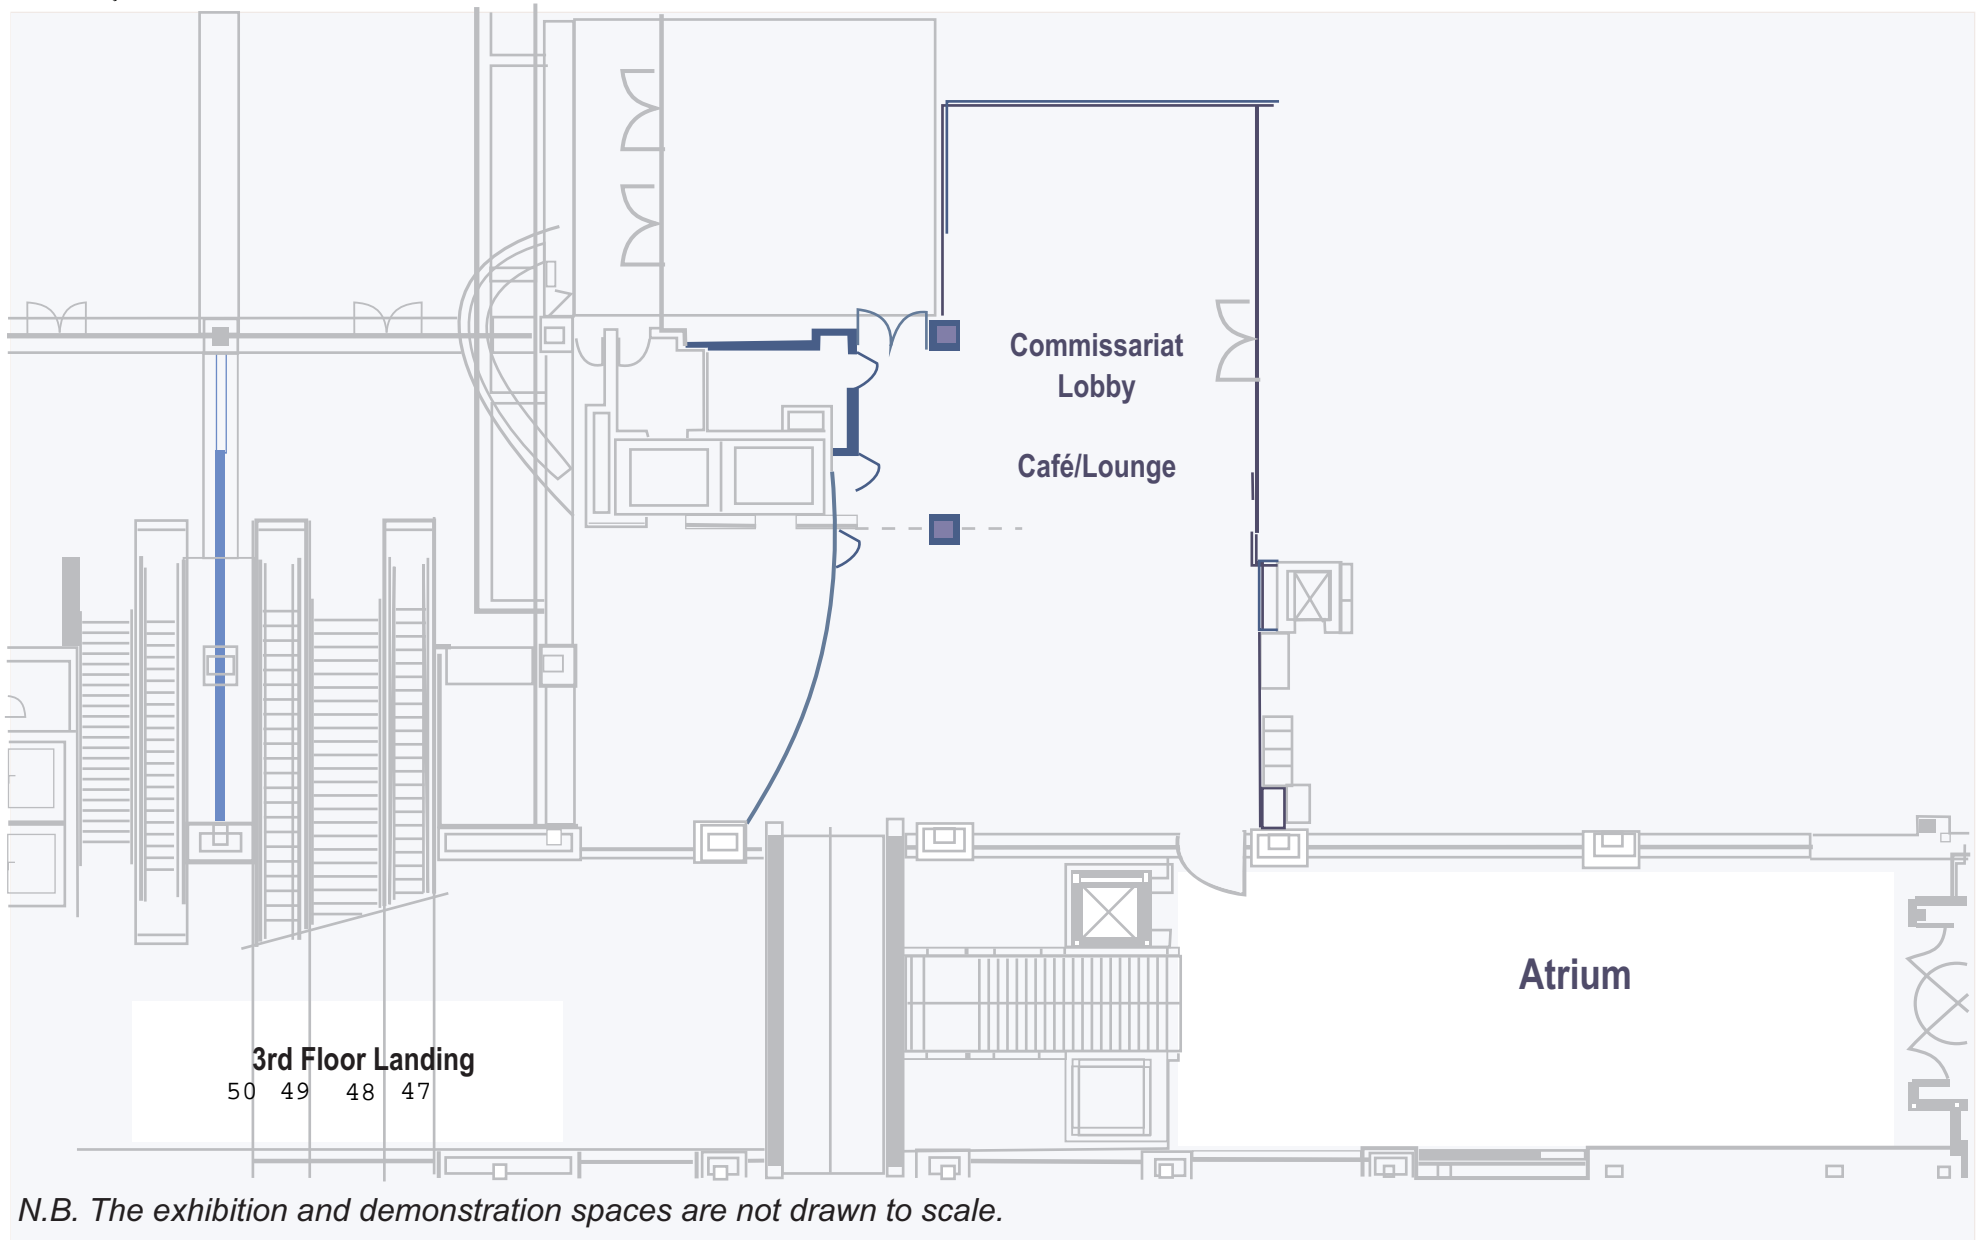 Commissariat
Lobby
Café/Lounge
Atrium
3rd Floor Landing
50 49 48 47
N.B. The exhibition and demonstration spaces are not drawn to scale.